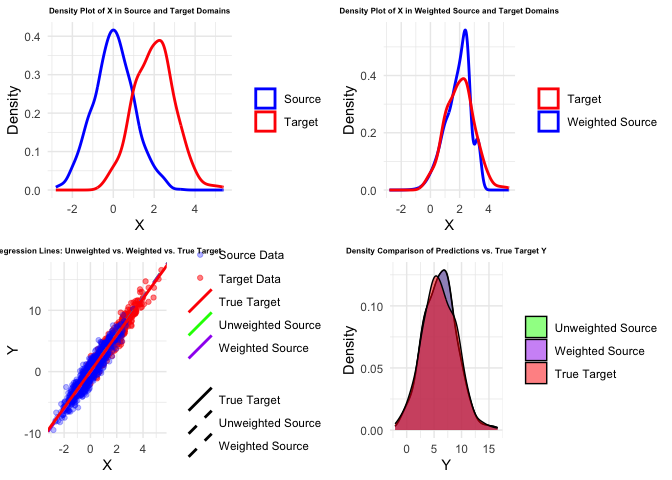 Density Plot of X in Source and Target Domains
0.4
0.3
0.2
0.1
0.0
-2 0 2 4
X
Density
Source
Target
Density Plot of X in Weighted Source and Target Domains
0.4
0.2
0.0
-2 0 2 4
X
Density
Target
Weighted Source
egression Lines: Unweighted vs. Weighted vs. True Target
10
0
-10
-2 0 2 4
X
Y
Source Data
Target Data
True Target
Unweighted Source
Weighted Source
True Target
Unweighted Source
Weighted Source
Density Comparison of Predictions vs. True Target Y
0.10
0.05
0.00
0 5 10 15
Y
Density
Unweighted Source
Weighted Source
True Target